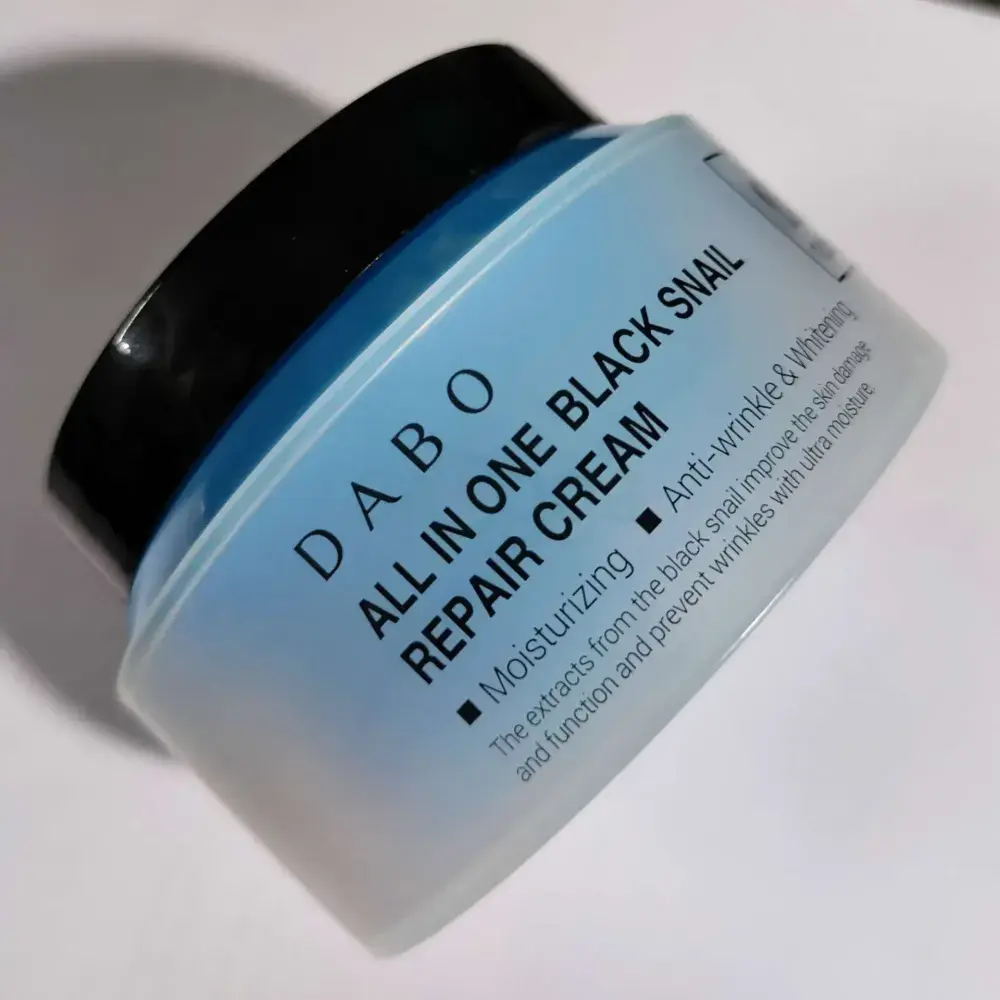 DABO
ALL IN ONE BLACK SNAIL
REPAIR CREAM
■ Moisturizing ■ Anti-wrinkle & Whitening
The extracts from the black snail improve the skin damage
and function and prevent wrinkles with ultra moisture.